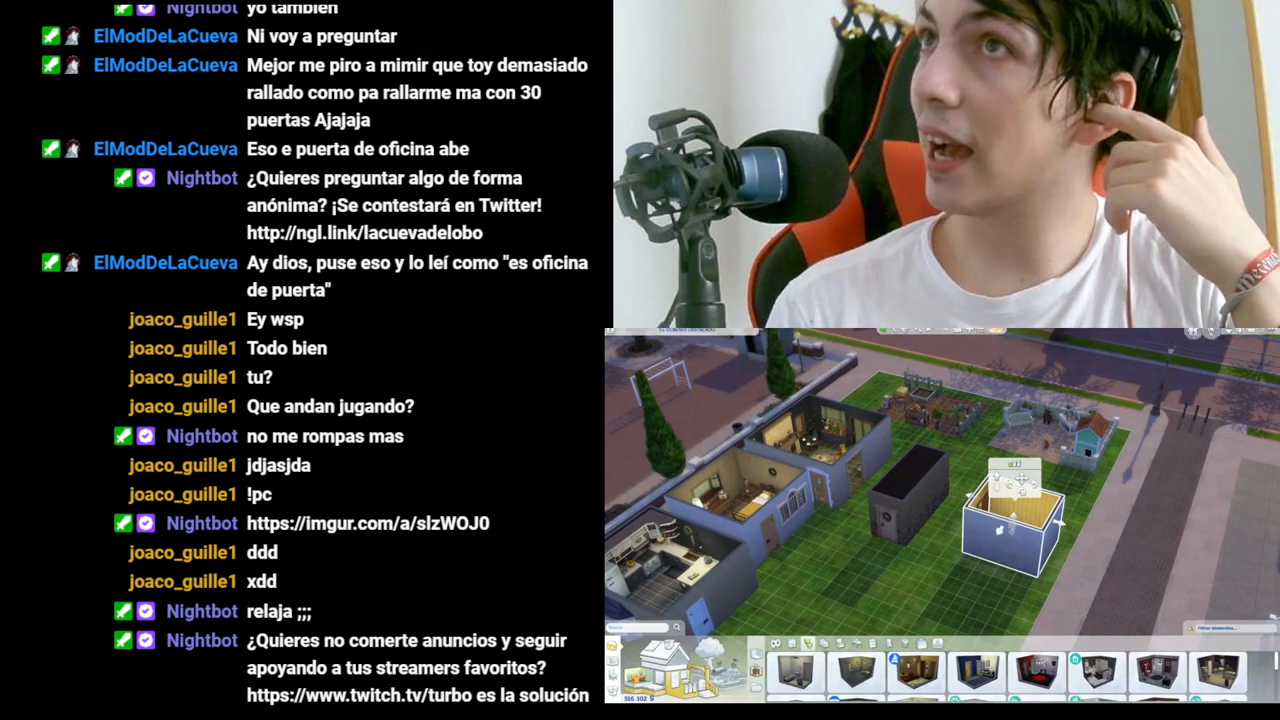 Nightbot yo también
ElModDeLaCueva Ni voy a preguntar
ElModDeLaCueva Mejor me piro a mimir que toy demasiado
rallado como pa rallarme ma con 30
puertas Ajajaja
ElModDeLaCueva Eso e puerta de oficina abe
Nightbot ¿Quieres preguntar algo de forma
anónima? ¡Se contestará en Twitter!
http://ngl.link/lacuevadelobo
ElModDeLaCueva Ay dios, puse eso y lo leí como "es oficina
de puerta"
joaco_guille1 Ey wsp
joaco_guille1 Todo bien
joaco_guille1 tu?
joaco_guille1 Que andan jugando?
Nightbot no me rompas mas
joaco_guille1 jdjasjda
joaco_guille1 !pc
Nightbot https://imgur.com/a/slzWOJ0
joaco_guille1 ddd
joaco_guille1 xdd
Nightbot relaja ;;;
Nightbot ¿Quieres no comerte anuncios y seguir
apoyando a tus streamers favoritos?
https://www.twitch.tv/turbo es la solución
Filtrar elementos...